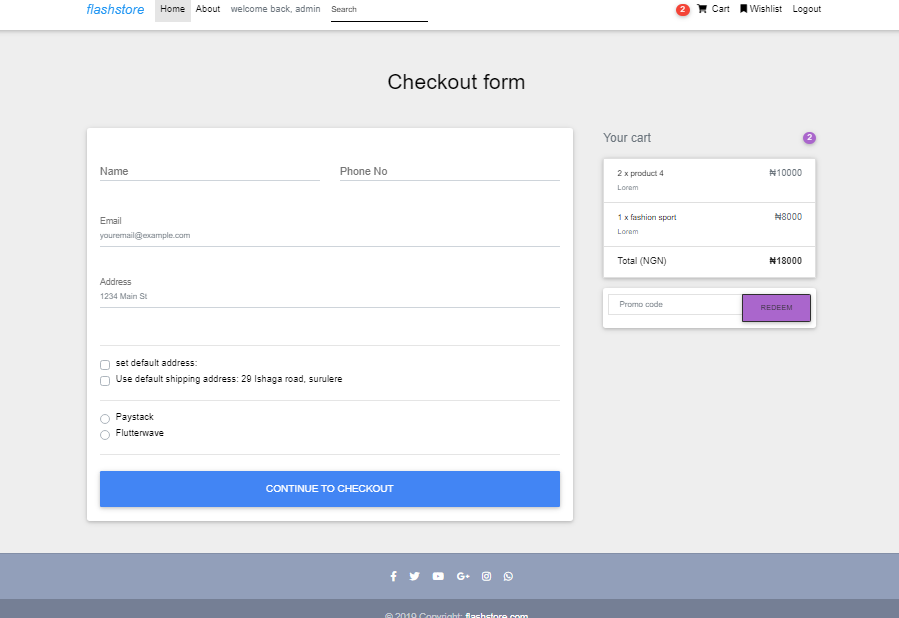 flashstore Home About welcome back, admin Search 2 Cart Wishlist Logout
Checkout form
Your cart 2
Name Phone No
Email
youremail@example.com
Address
1234 Main St
set default address:
Use default shipping address: 29 Ishaga road, surulere
Paystack
Flutterwave
CONTINUE TO CHECKOUT
2 x product 4 ₦10000
Lorem
1 x fashion sport ₦8000
Lorem
Total (NGN) ₦18000
Promo code REDEEM
© 2019 Copyright: flashstore.com